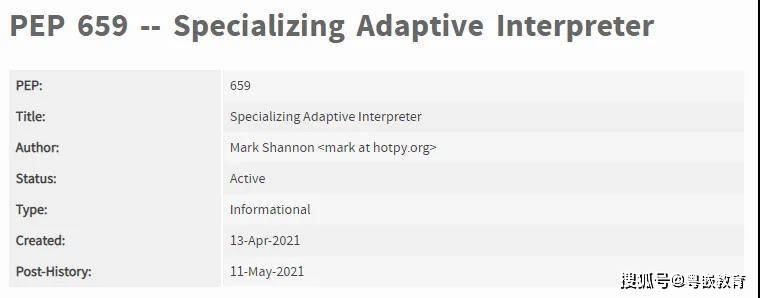 PEP 659 -- Specializing Adaptive Interpreter
PEP: 659
Title: Specializing Adaptive Interpreter
Author: Mark Shannon <mark at hotpy.org>
Status: Active
Type: Informational
Created: 13-Apr-2021
Post-History: 11-May-2021
搜狐号@粤嵌教育